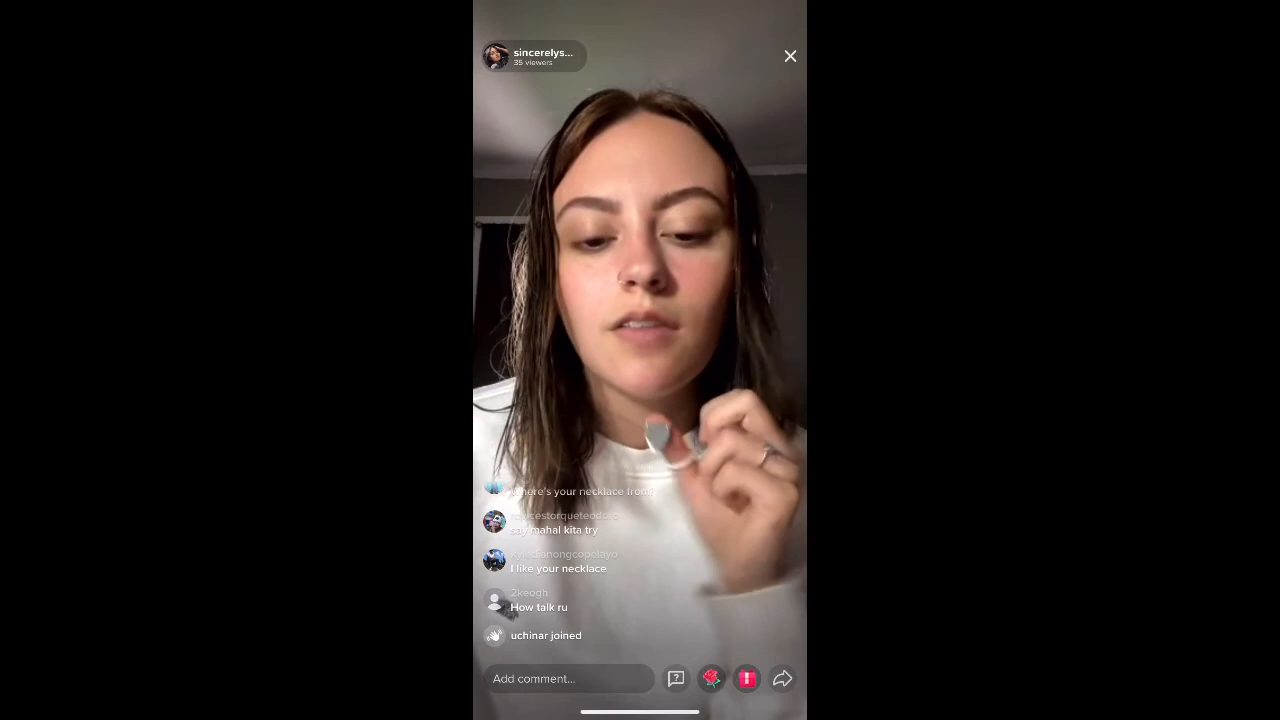 sincerelys...
35 viewers
Where's your necklace from?
say mahal kita try
I like your necklace
2keogh
How talk ru
uchinar joined
Add comment...